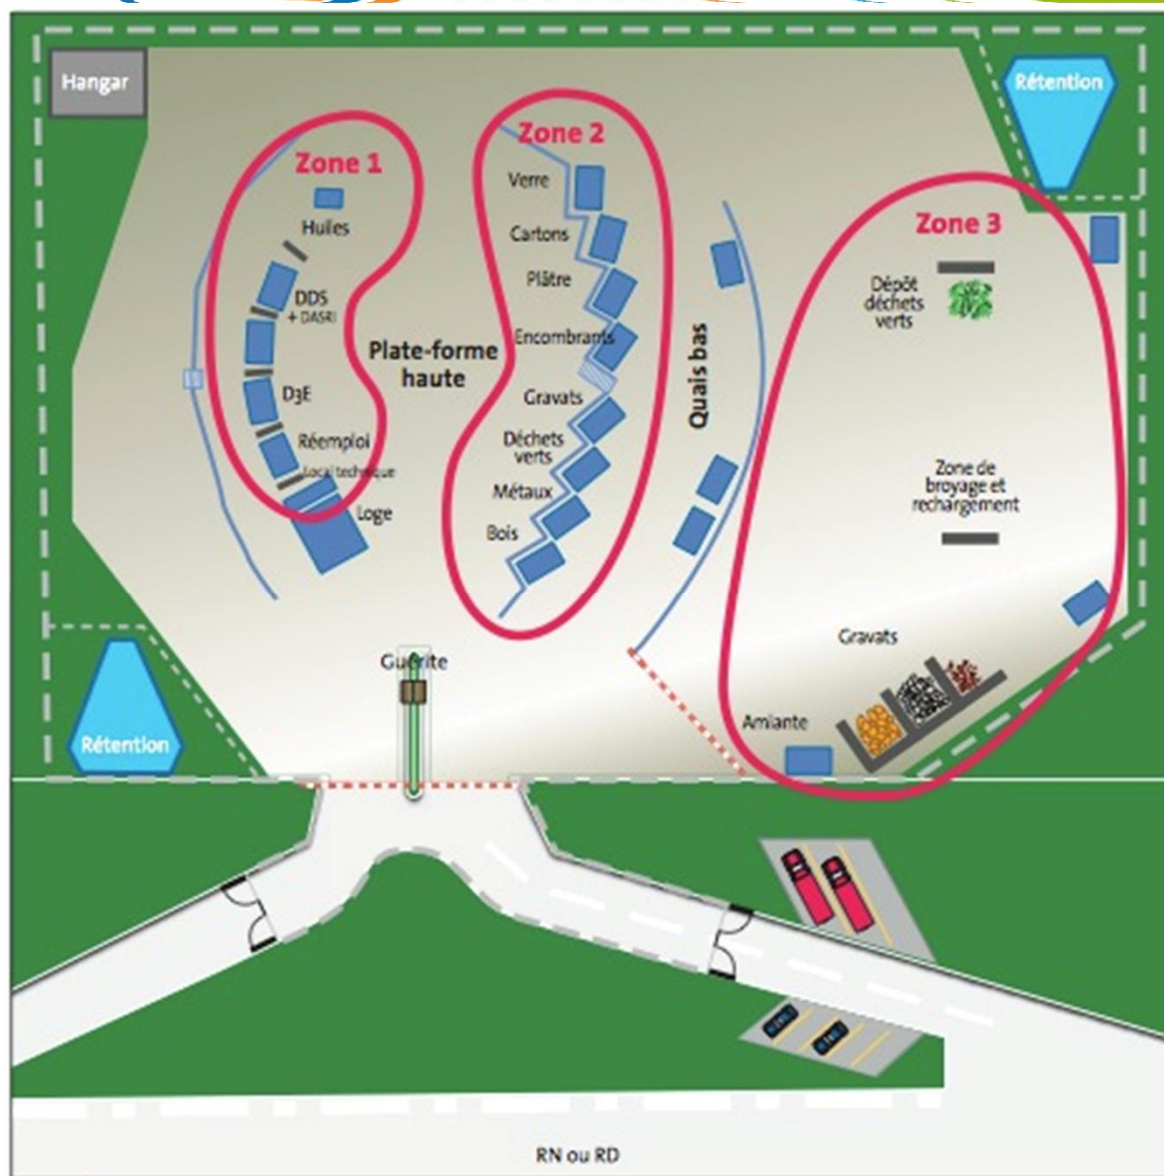 Hangar
Rétention
Zone 1
Huiles
DDS
+ DASRI
D3E
Réemploi
Local technique
Loge
Plate-forme
haute
Zone 2
Verre
Cartons
Plâtre
Encombrants
Gravats
Déchets
verts
Métaux
Bois
Quais bas
Zone 3
Dépôt
déchets
verts
Zone de
broyage et
rechargement
Gravats
Amiante
Guérite
Rétention
RN ou RD